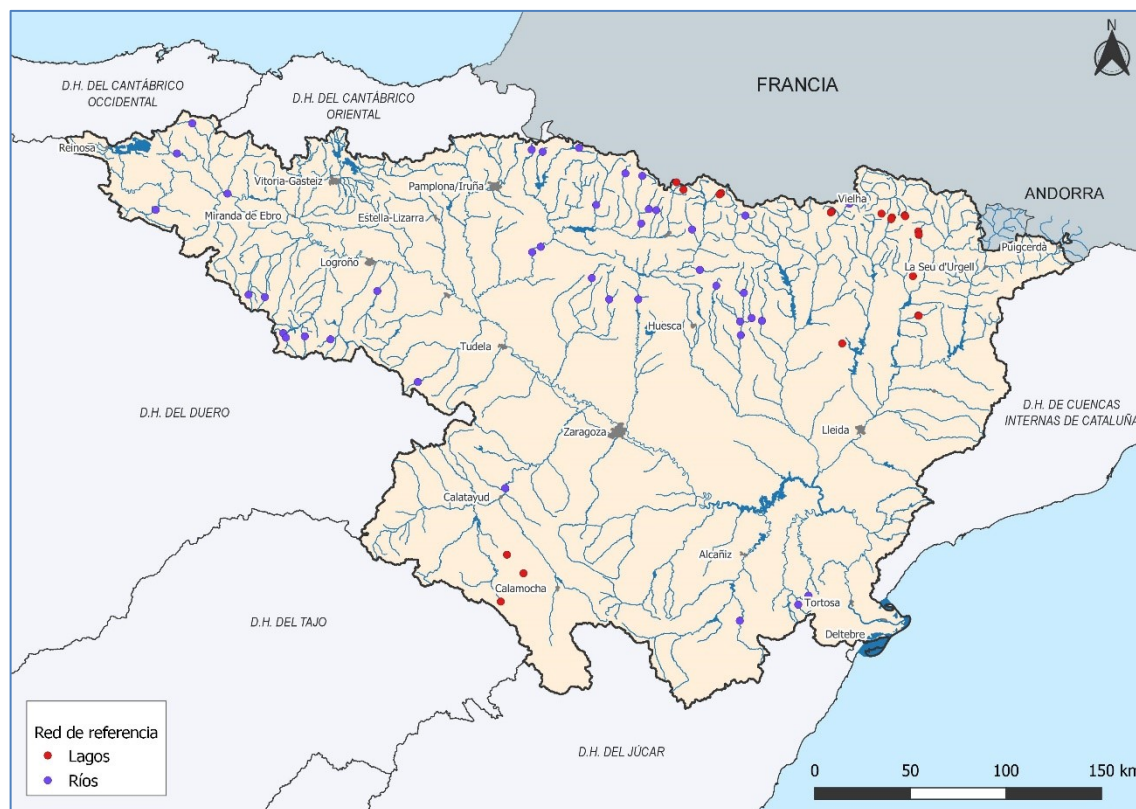 N
D.H. DEL CANTÁBRICO
OCCIDENTAL
D.H. DEL CANTÁBRICO
ORIENTAL
FRANCIA
Reinosa
Vitoria-Gasteiz
Pamplona/Iruña
Vielha
ANDORRA
Miranda de Ebro
Estella-Lizarra
Puigcerdà
Logroño
La Seu d'Urgell
Huesca
Tudela
D.H. DEL DUERO
D.H. DE CUENCAS
INTERNAS DE CATALUÑA
Zaragoza
Lleida
Calatayud
Alcañiz
Calamocha
Tortosa
D.H. DEL TAJO
Deltebre
D.H. DEL JÚCAR
Red de referencia
Lagos
Ríos
0 50 100 150 km